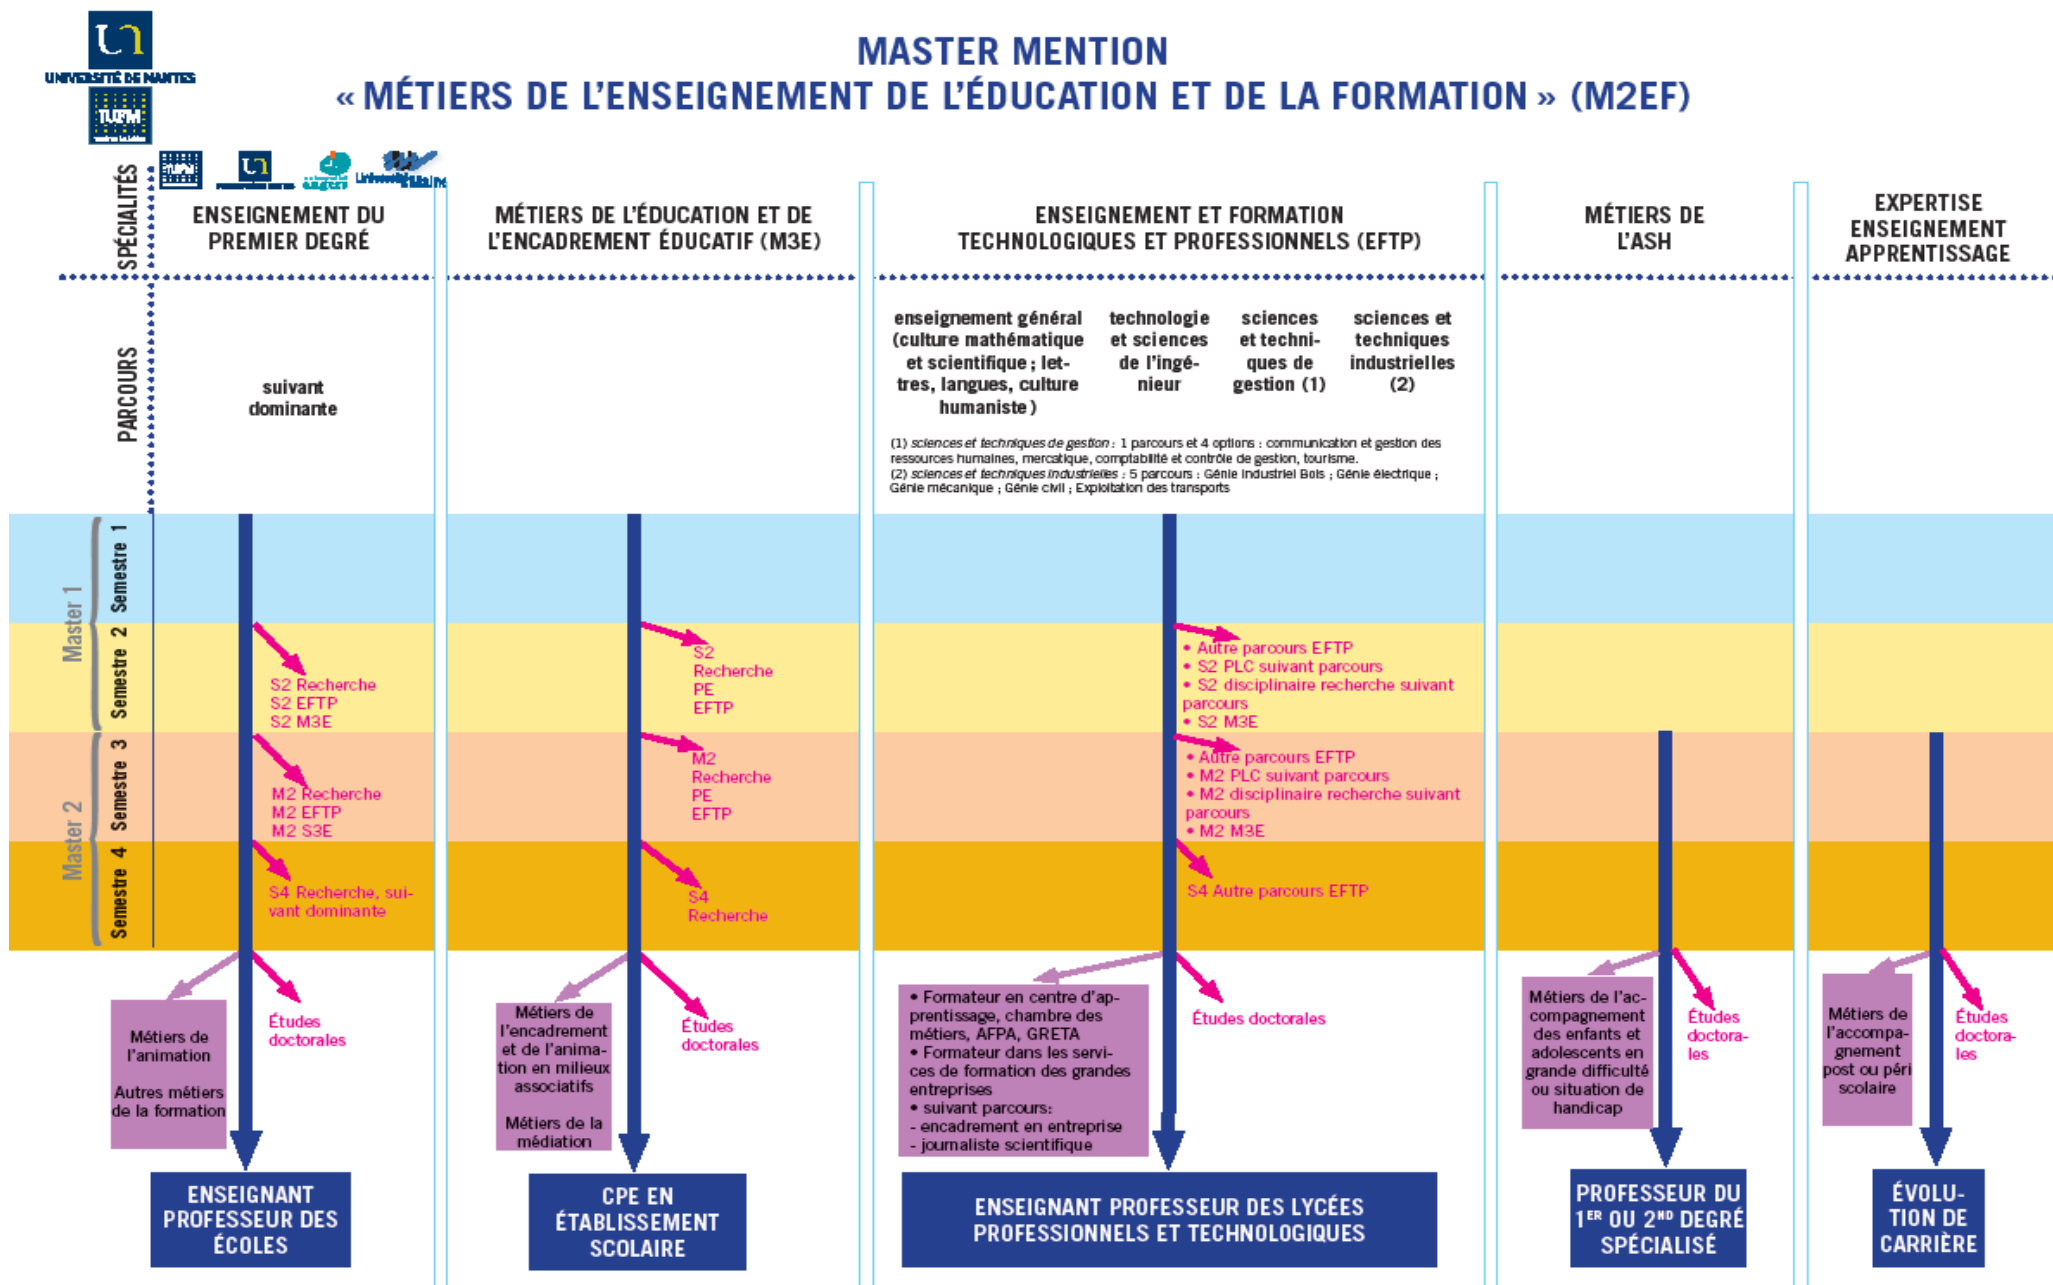 UNIVERSITÉ DE NANTES
IUFM
MASTER MENTION
« MÉTIERS DE L'ENSEIGNEMENT DE L'ÉDUCATION ET DE LA FORMATION » (M2EF)
SPÉCIALITÉS
ENSEIGNEMENT DU
PREMIER DEGRÉ
MÉTIERS DE L'ÉDUCATION ET DE
L'ENCADREMENT ÉDUCATIF (M3E)
ENSEIGNEMENT ET FORMATION
TECHNOLOGIQUES ET PROFESSIONNELS (EFTP)
MÉTIERS DE
L'ASH
EXPERTISE
ENSEIGNEMENT
APPRENTISSAGE
PARCOURS
suivant
dominante
enseignement général
(culture mathématique
et scientifique ; let-
tres, langues, culture
humaniste )
technologie
et sciences
de l'ingé-
nieur
sciences
et techni-
ques de
gestion (1)
sciences et
techniques
industrielles
(2)
(1) sciences et techniques de gestion : 1 parcours et 4 options : communication et gestion des
ressources humaines, mercatique, comptabilité et contrôle de gestion, tourisme.
(2) sciences et techniques industrielles : 5 parcours : Génie Industriel Bois ; Génie électrique ;
Génie mécanique ; Génie civil ; Exploitation des transports
Master 1
Semestre 1
Semestre 2
S2 Recherche
S2 EFTP
S2 M3E
S2
Recherche
PE
EFTP
• Autre parcours EFTP
• S2 PLC suivant parcours
• S2 disciplinaire recherche suivant
parcours
• S2 M3E
Master 2
Semestre 3
M2 Recherche
M2 EFTP
M2 S3E
M2
Recherche
PE
EFTP
• Autre parcours EFTP
• M2 PLC suivant parcours
• M2 disciplinaire recherche suivant
parcours
• M2 M3E
Semestre 4
S4 Recherche, sui-
vant dominante
S4
Recherche
S4 Autre parcours EFTP
Métiers de
l'animation
Autres métiers
de la formation
Études
doctorales
Métiers de
l'encadrement
et de l'anima-
tion en milieux
associatifs
Métiers de la
médiation
Études
doctorales
• Formateur en centre d'ap-
prentissage, chambre des
métiers, AFPA, GRETA
• Formateur dans les servi-
ces de formation des grandes
entreprises
• suivant parcours:
- encadrement en entreprise
- journaliste scientifique
Études doctorales
Métiers de l'ac-
compagnement
des enfants et
adolescents en
grande difficulté
ou situation de
handicap
Études
doctora-
les
Métiers de
l'accompa-
gnement
post ou péri
scolaire
Études
doctora-
les
ENSEIGNANT
PROFESSEUR DES
ÉCOLES
CPE EN
ÉTABLISSEMENT
SCOLAIRE
ENSEIGNANT PROFESSEUR DES LYCÉES
PROFESSIONNELS ET TECHNOLOGIQUES
PROFESSEUR DU
1ER OU 2ND DEGRÉ
SPÉCIALISÉ
ÉVOLU-
TION DE
CARRIÈRE